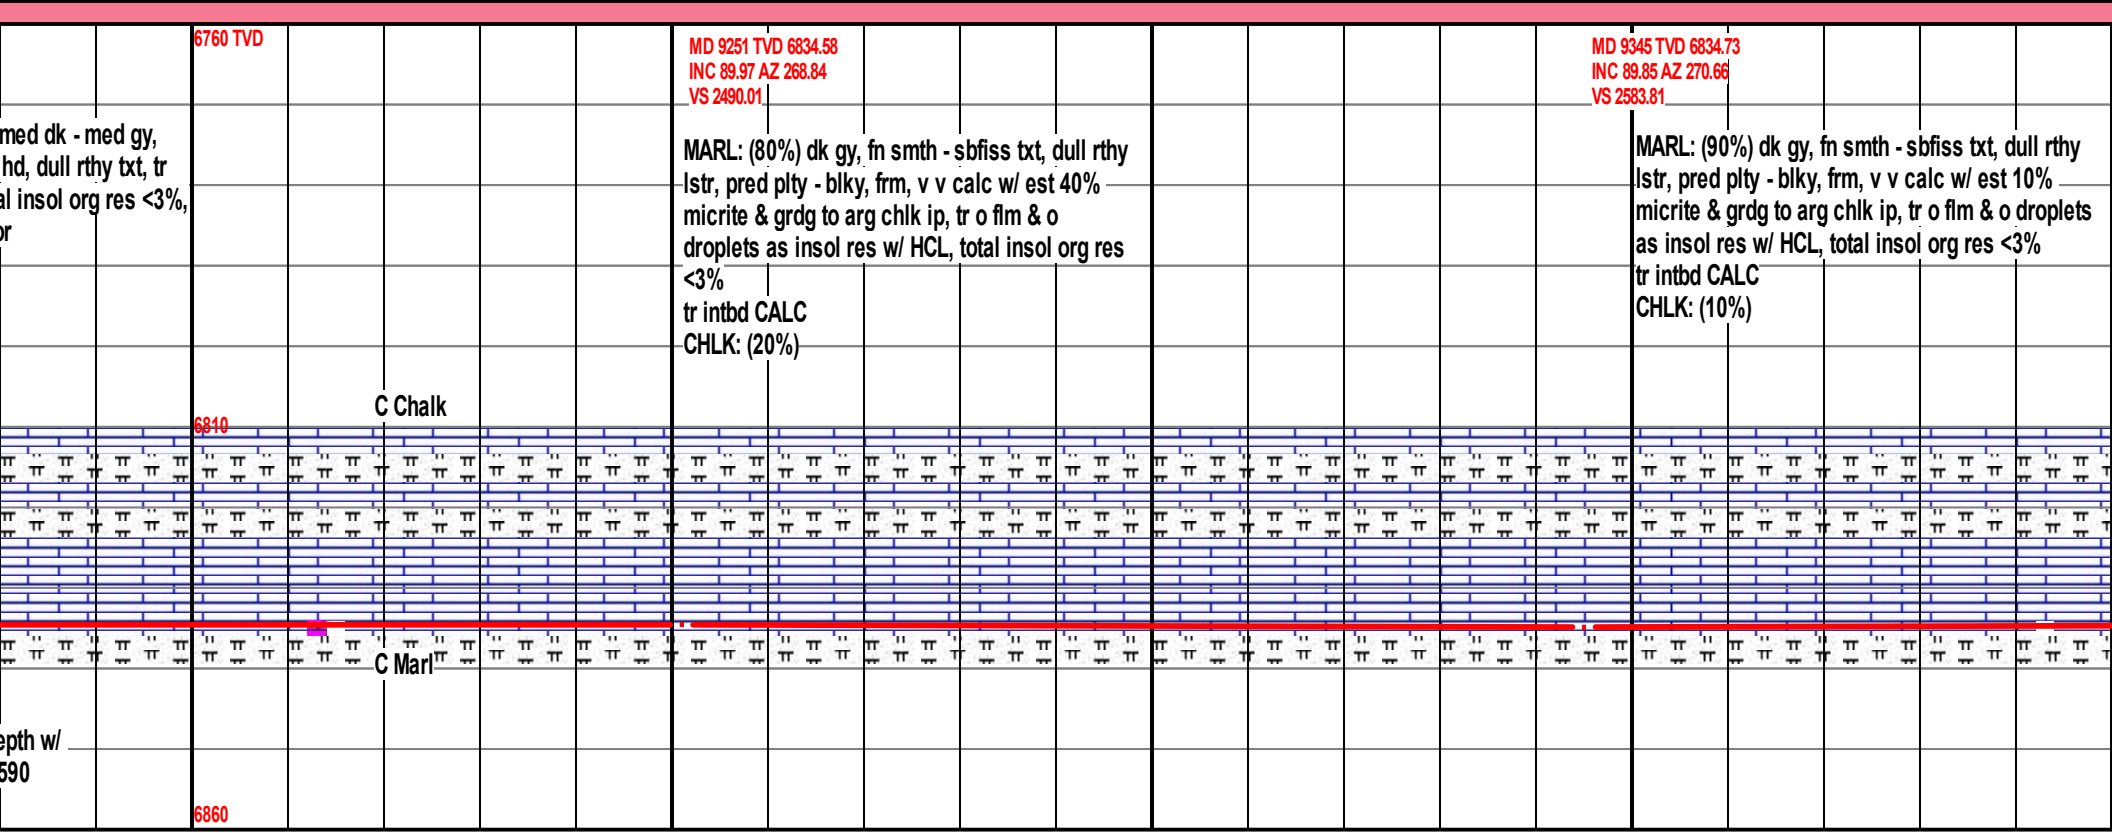 6760 TVD
MD 9251 TVD 6834.58
INC 89.97 AZ 268.84
VS 2490.01
MD 9345 TVD 6834.73
INC 89.85 AZ 270.66
VS 2583.81
med dk - med gy,
hd, dull rthy txt, tr
al insol org res <3%,
or
MARL: (80%) dk gy, fn smth - sbfiss txt, dull rthy
lstr, pred plty - blky, frm, v v calc w/ est 40%
micrite & grdg to arg chlk ip, tr o flm & o
droplets as insol res w/ HCL, total insol org res
<3%
tr intbd CALC
CHLK: (20%)
MARL: (90%) dk gy, fn smth - sbfiss txt, dull rthy
lstr, pred plty - blky, frm, v v calc w/ est 10%
micrite & grdg to arg chlk ip, tr o flm & o droplets
as insol res w/ HCL, total insol org res <3%
tr intbd CALC
CHLK: (10%)
C Chalk
6810
C Marl
epth w/
590
6860